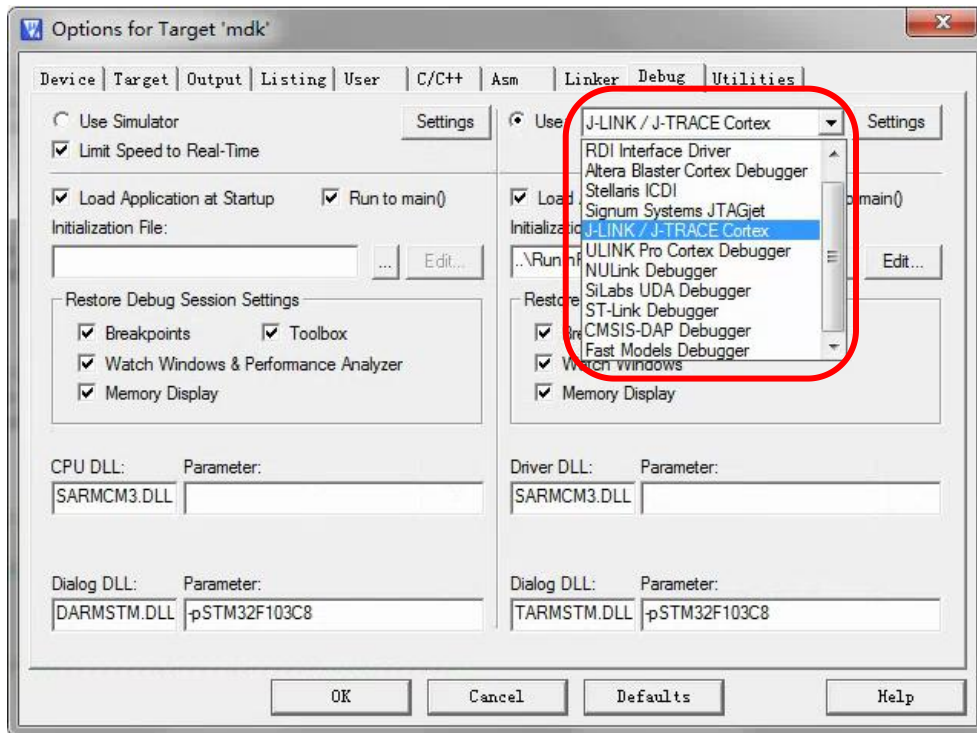 Options for Target 'mdk'
Device Target Output Listing User C/C++ Asm Linker Debug Utilities
Use Simulator Settings Use J-LINK / J-TRACE Cortex Settings
Limit Speed to Real-Time
RDI Interface Driver
Altera Blaster Cortex Debugger
Stellaris ICDI
Signum Systems JTAGjet
J-LINK / J-TRACE Cortex
ULINK Pro Cortex Debugger
NULink Debugger
SiLabs UDA Debugger
ST-Link Debugger
CMSIS-DAP Debugger
Fast Models Debugger
Load Application at Startup Run to main() Load main()
Initialization File:
... Edit... Edit...
Restore Debug Session Settings
Breakpoints Toolbox
Watch Windows & Performance Analyzer Watch Windows
Memory Display Memory Display
CPU DLL: Parameter: Driver DLL: Parameter:
SARMCM3.DLL SARMCM3.DLL
Dialog DLL: Parameter: Dialog DLL: Parameter:
DARMSTM.DLL -pSTM32F103C8 TARMSTM.DLL -pSTM32F103C8
OK Cancel Defaults Help